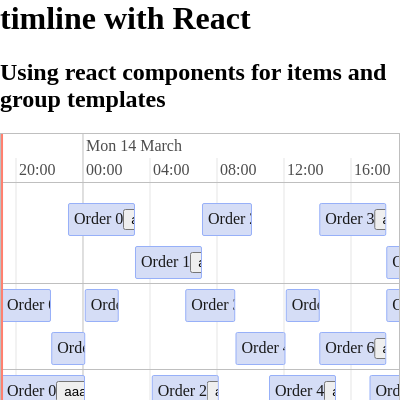 timline with React
Using react components for items and
group templates
Mon 14 March
20:00 00:00 04:00 08:00 12:00 16:00
Order 0 Order Order 3
Order 1
Order Order
Order Order 6
Order 0 aaa Order 2 Order 4